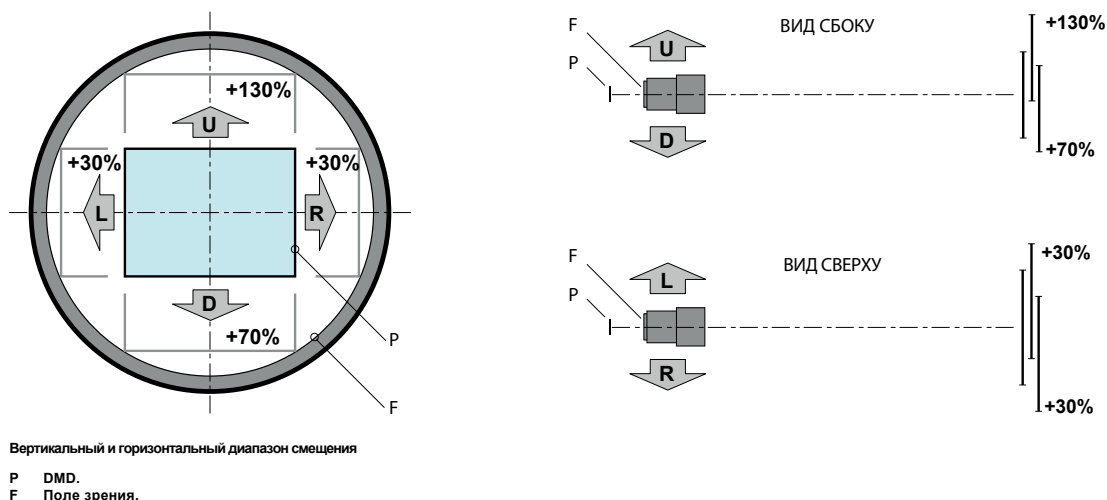 +130%
U
+30%
+30%
L
R
D
+70%
P
F
ВИД СБОКУ
F
P
U
D
+130%
+70%
ВИД СВЕРХУ
F
P
L
R
+30%
+30%
Вертикальный и горизонтальный диапазон смещения
P DMD.
F Поле зрения.